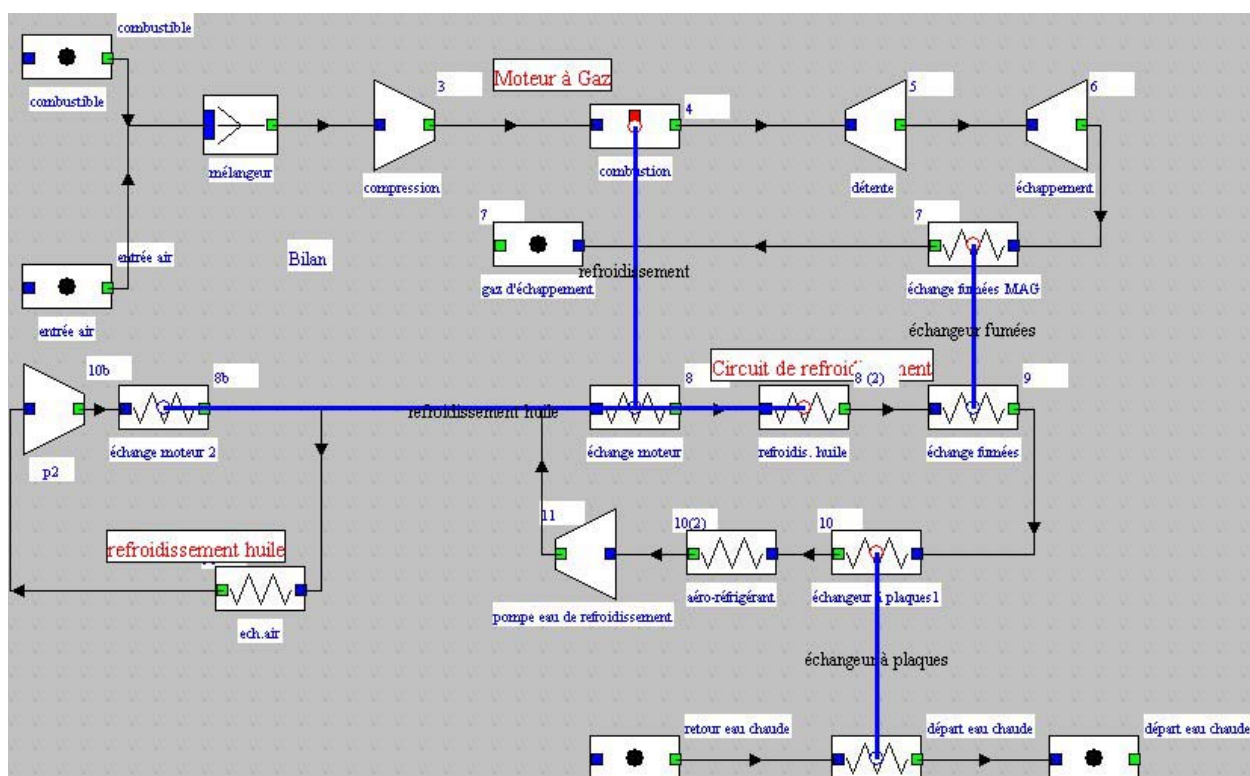 combustible
combustible
Moteur à Gaz
3
4
5
6
mélangeur
compression
combustion
détente
échappement
7
7
entrée air
Bilan
refroidissement
gaz d'échappement
échange fumées MAG
entrée air
échangeur fumées
10b
8b
8
Circuit de refroidi
ment
8 (2)
9
refroidissement huile
p2
échange moteur 2
échange moteur
refroidis. huile
échange fumées
11
10(2)
10
refroidissement huile
ech.air
pompe eau de refroidissement
aéro-réfrigérant
échangeur à plaques1
échangeur à plaques
retour eau chaude
départ eau chaude
départ eau chaude